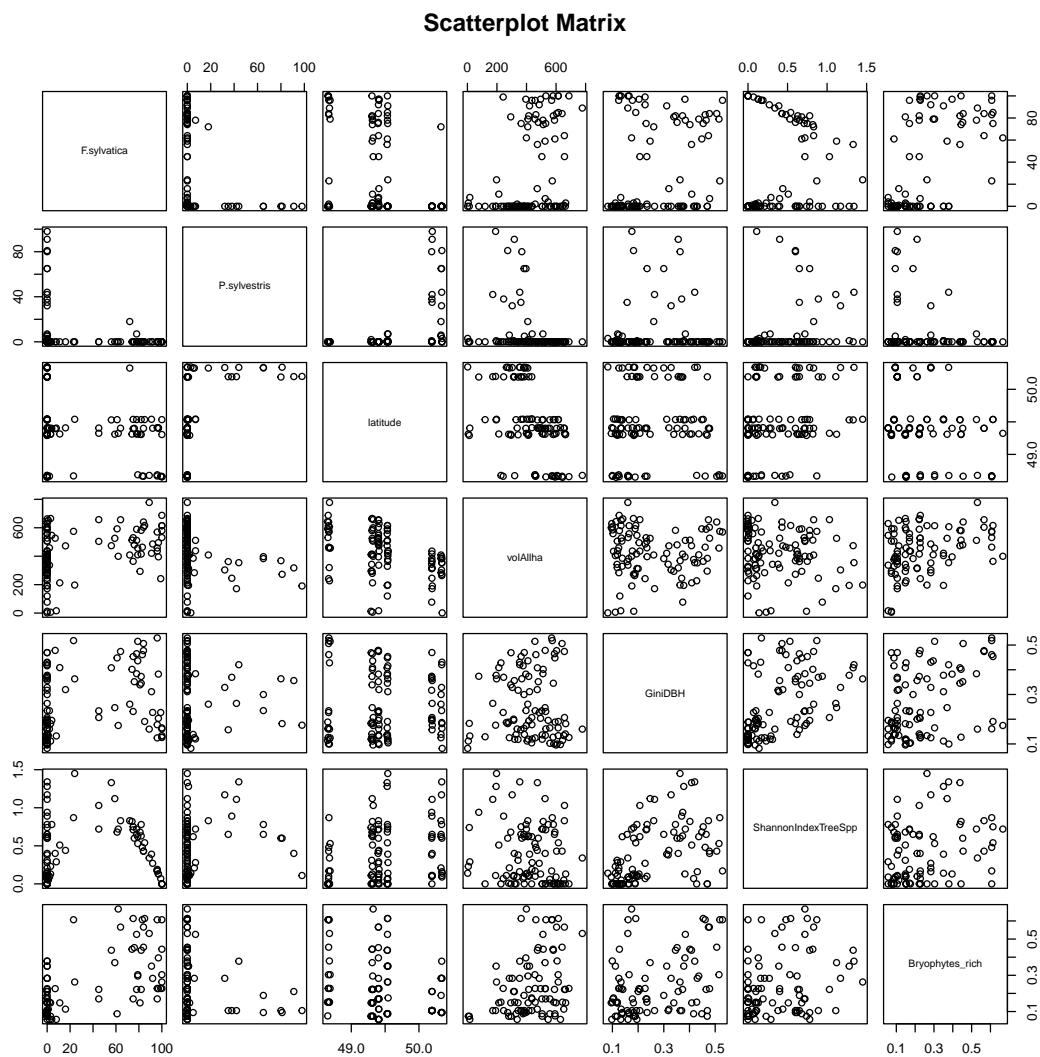 Scatterplot Matrix
0 20 60 100
0 200 600
0.0 0.5 1.0 1.5
F.sylvatica
0 40 80
0 40 80
P.sylvestris
latitude
49.0 50.0
0 200 600
volAllha
0.1 0.3 0.5
GiniDBH
0.0 0.5 1.0 1.5
ShannonIndexTreeSpp
0.1 0.3 0.5
Bryophytes_rich
0 20 60 100
49.0 50.0
0.1 0.3 0.5
0.1 0.3 0.5